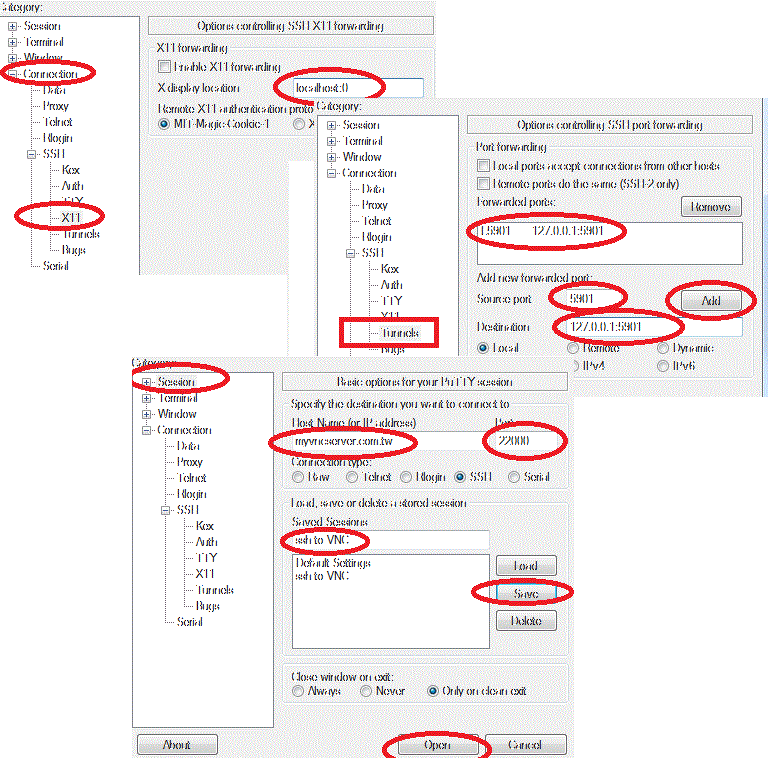 Category:
Session
Terminal
Window
Connection
Data
Proxy
Telnet
Rlogin
SSH
Kex
Auth
TTY
X11
Tunnels
Bugs
Serial
Options controlling SSH X11 forwarding
X11 forwarding
Enable X11 forwarding
X display location localhost:0
Remote X11 authentication proto
MIT-Magic-Cookie-1 X
Category:
Session
Terminal
Window
Connection
Data
Proxy
Telnet
Rlogin
SSH
Kex
Auth
TTY
X11
Tunnels
Bugs
Options controlling SSH port forwarding
Port forwarding
Local ports accept connections from other hosts
Remote ports do the same (SSH-2 only)
Forwarded ports: Remove
L5901 127.0.0.1:5901
Add new forwarded port:
Source port 5901 Add
Destination 127.0.0.1:5901
Local Remote Dynamic
IPv4 IPv6
Category:
Session
Terminal
Window
Connection
Data
Proxy
Telnet
Rlogin
SSH
Kex
Auth
TTY
X11
Tunnels
Bugs
Serial
Basic options for your PuTTY session
Specify the destination you want to connect to
Host Name (or IP address) Port
myvncserver.com.tw 22000
Connection type:
Raw Telnet Rlogin SSH Serial
Load, save or delete a stored session
Saved Sessions
ssh to VNC
Default Settings
ssh to VNC
Load
Save
Delete
Close window on exit:
Always Never Only on clean exit
About Open Cancel